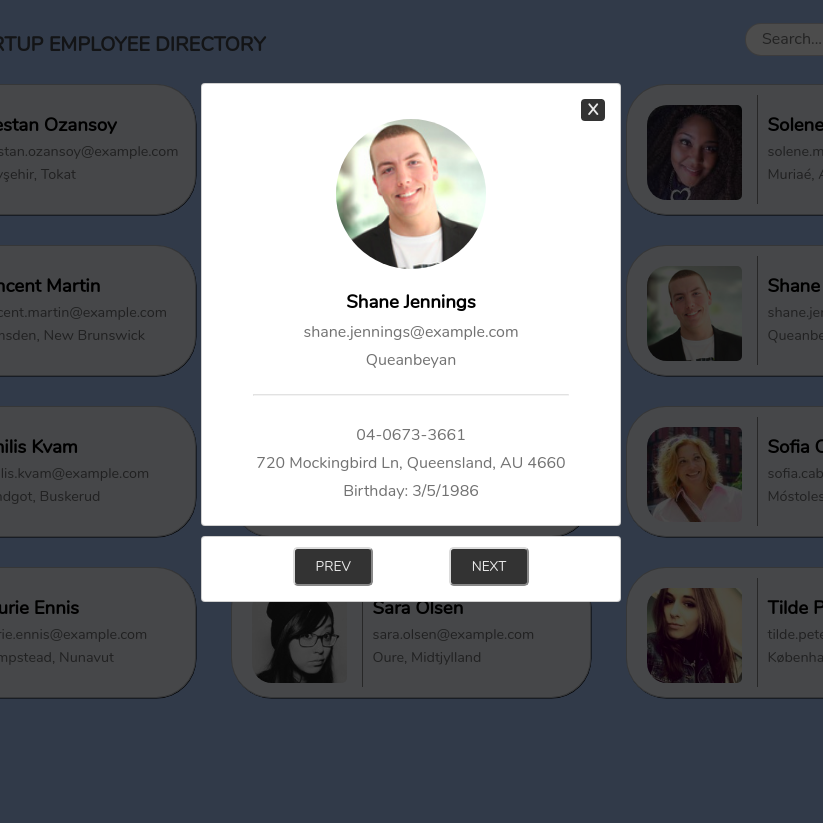 RTUP EMPLOYEE DIRECTORY
Search...
X
Shane Jennings
shane.jennings@example.com
Queanbeyan
04-0673-3661
720 Mockingbird Ln, Queensland, AU 4660
Birthday: 3/5/1986
PREV
NEXT
estan Ozansoy
stan.ozansoy@example.com
vşehir, Tokat
Solene
solene.m
Muriaé, A
ncent Martin
cent.martin@example.com
msden, New Brunswick
Shane
shane.jer
Queanbe
nilis Kvam
ilis.kvam@example.com
ndgot, Buskerud
Sofia C
sofia.cab
Móstoles
urie Ennis
rie.ennis@example.com
mpstead, Nunavut
Sara Olsen
sara.olsen@example.com
Oure, Midtjylland
Tilde P
tilde.pete
Københa